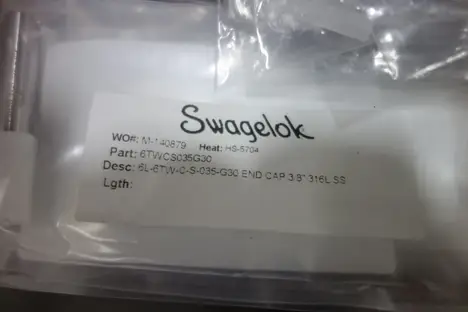 Swagelok
WO#: M-140879 Heat: HS-5704
Part: 6TWCS035G30
Desc: 6L-6TW-C-S-035-G30 END CAP 3/8" 316L SS
Lgth: